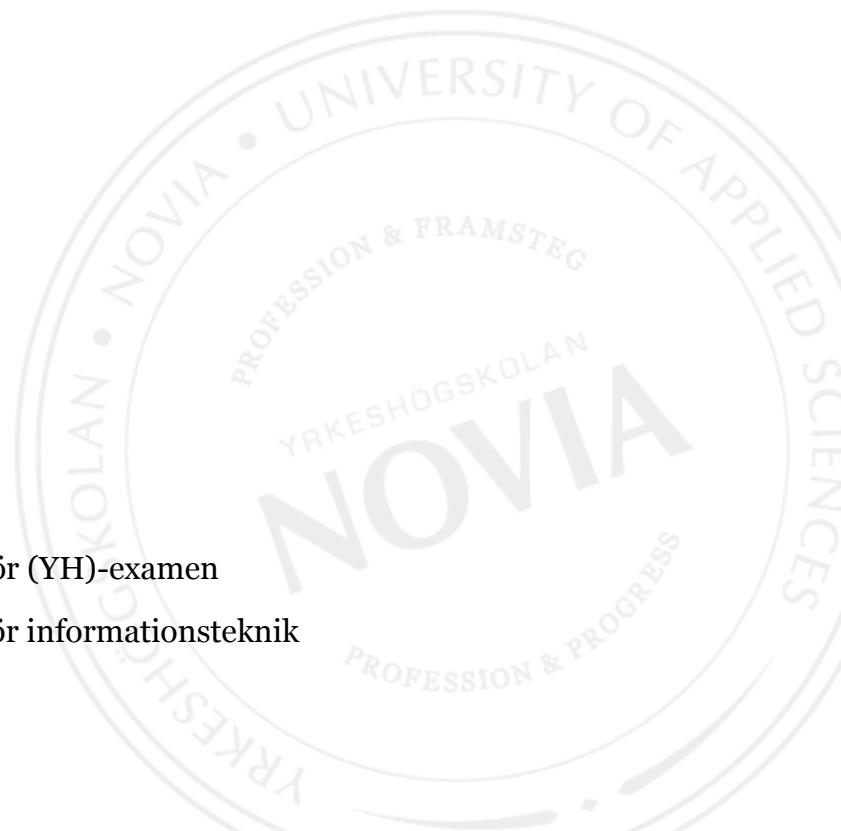 UNIVERSITY OF APPLIED SCIENCES
YRKESHÖGSKOLAN • NOVIA •
PROFESSION & FRAMSTEG
YRKESHÖGSKOLAN
NOVIA
PROFESSION & PROGRESS
ör (YH)-examen
ör informationsteknik